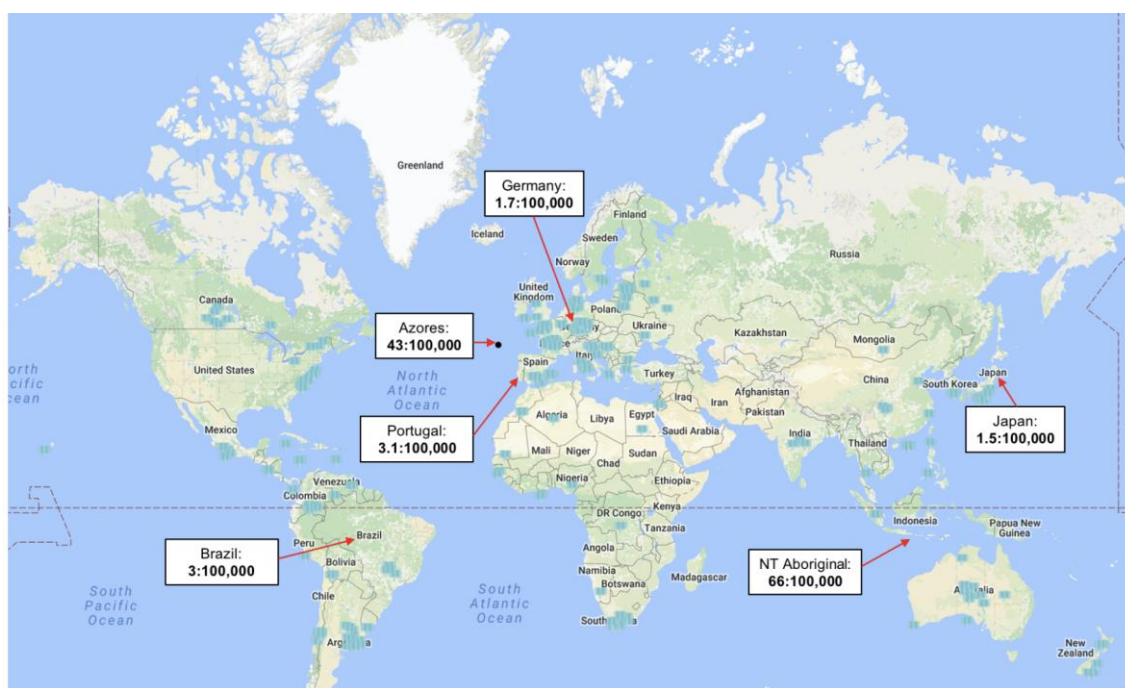 Greenland
Germany:
1.7:100,000
Iceland
Finland
Sweden
Norway
Russia
Canada
United
Kingdom
Poland
Azores:
43:100,000
Ukraine
Kazakhstan
Mongolia
United States
North
Atlantic
Ocean
Spain
Italy
Turkey
China
South Korea
Japan
Afghanistan
Iraq
Iran
Pakistan
Portugal:
3.1:100,000
Algeria
Libya
Egypt
Saudi Arabia
Japan:
1.5:100,000
Mexico
India
Mali
Niger
Sudan
Chad
Thailand
Venezuela
Colombia
Nigeria
Ethiopia
DR Congo
Kenya
Tanzania
Indonesia
Papua New
Guinea
Brazil:
3:100,000
Peru
Brazil
Bolivia
Angola
Namibia
Botswana
Madagascar
NT Aboriginal:
66:100,000
South
Pacific
Ocean
Chile
South
Atlantic
Ocean
New
Zealand